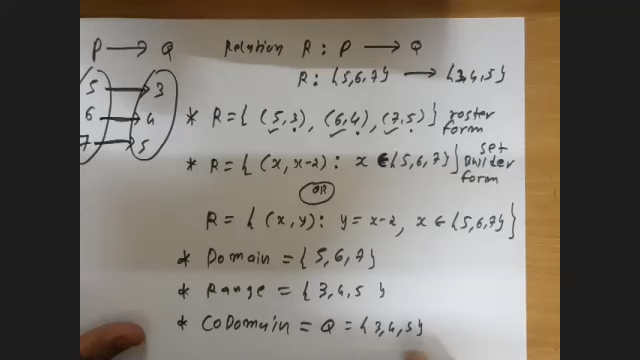 P → Q
Relation R : P → Q
R : {5,6,7} → {3,4,5}
5 → 3
6 → 4
7 → 5
* R = { (5,3), (6,4), (7,5) } roster form
* R = { (x, x-2) : x ∈ {5,6,7} } set Builder form
OR
R = { (x,y) : y = x-2, x ∈ {5,6,7} }
* Domain = { 5,6,7 }
* Range = { 3,4,5 }
* CoDomain = Q = { 3,4,5 }